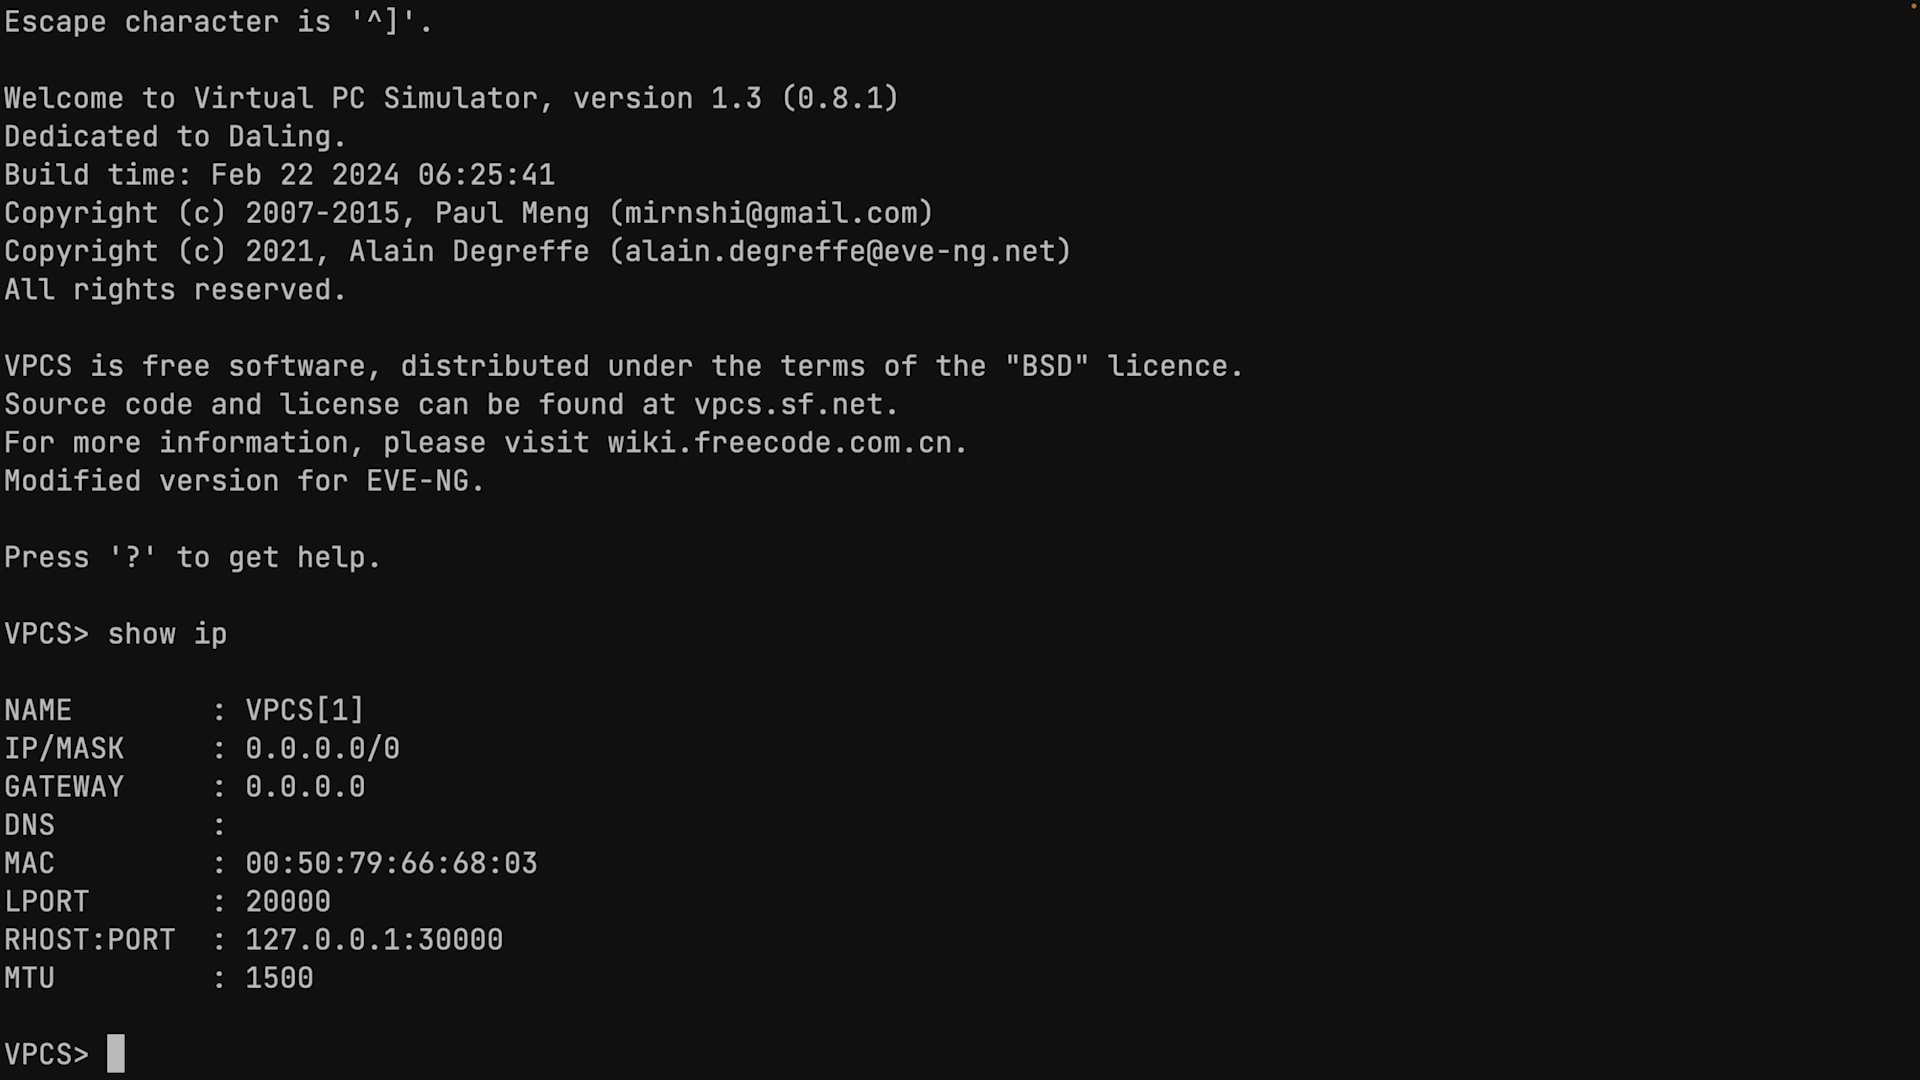 Escape character is '^]'.
Welcome to Virtual PC Simulator, version 1.3 (0.8.1)
Dedicated to Daling.
Build time: Feb 22 2024 06:25:41
Copyright (c) 2007-2015, Paul Meng (mirnshi@gmail.com)
Copyright (c) 2021, Alain Degreffe (alain.degreffe@eve-ng.net)
All rights reserved.
VPCS is free software, distributed under the terms of the "BSD" licence.
Source code and license can be found at vpcs.sf.net.
For more information, please visit wiki.freecode.com.cn.
Modified version for EVE-NG.
Press '?' to get help.
VPCS> show ip
NAME        : VPCS[1]
IP/MASK     : 0.0.0.0/0
GATEWAY     : 0.0.0.0
DNS         :
MAC         : 00:50:79:66:68:03
LPORT       : 20000
RHOST:PORT  : 127.0.0.1:30000
MTU         : 1500
VPCS>